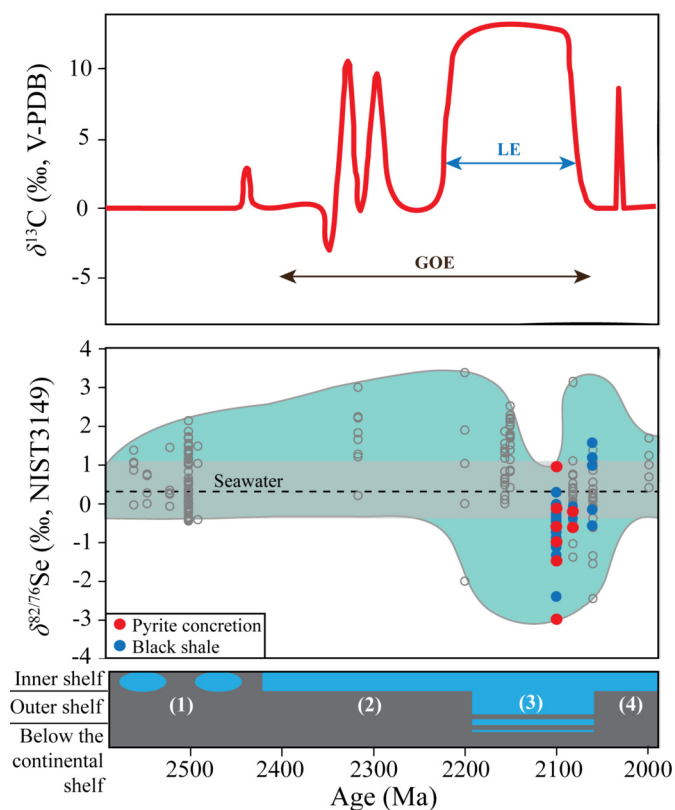 10
5
0
-5
δ¹³C (‰, V-PDB)
LE
GOE
4
3
2
1
0
-1
-2
-3
-4
δ⁸²/⁷⁶Se (‰, NIST3149)
Seawater
Pyrite concretion
Black shale
Inner shelf
Outer shelf
Below the
continental
shelf
(1) (2) (3) (4)
2500 2400 2300 2200 2100 2000
Age (Ma)